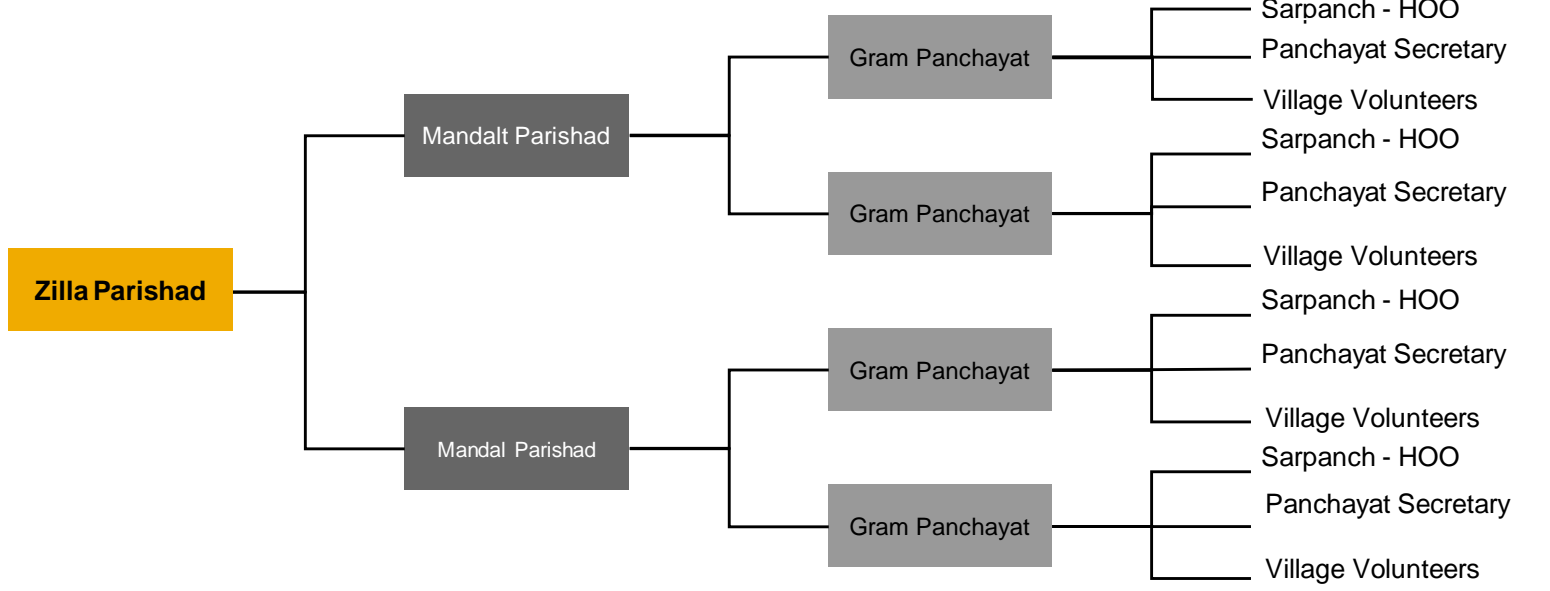 Zilla Parishad
Mandalt Parishad
Mandal Parishad
Gram Panchayat
Gram Panchayat
Gram Panchayat
Gram Panchayat
Sarpanch - HOO
Panchayat Secretary
Village Volunteers
Sarpanch - HOO
Panchayat Secretary
Village Volunteers
Sarpanch - HOO
Panchayat Secretary
Village Volunteers
Sarpanch - HOO
Panchayat Secretary
Village Volunteers